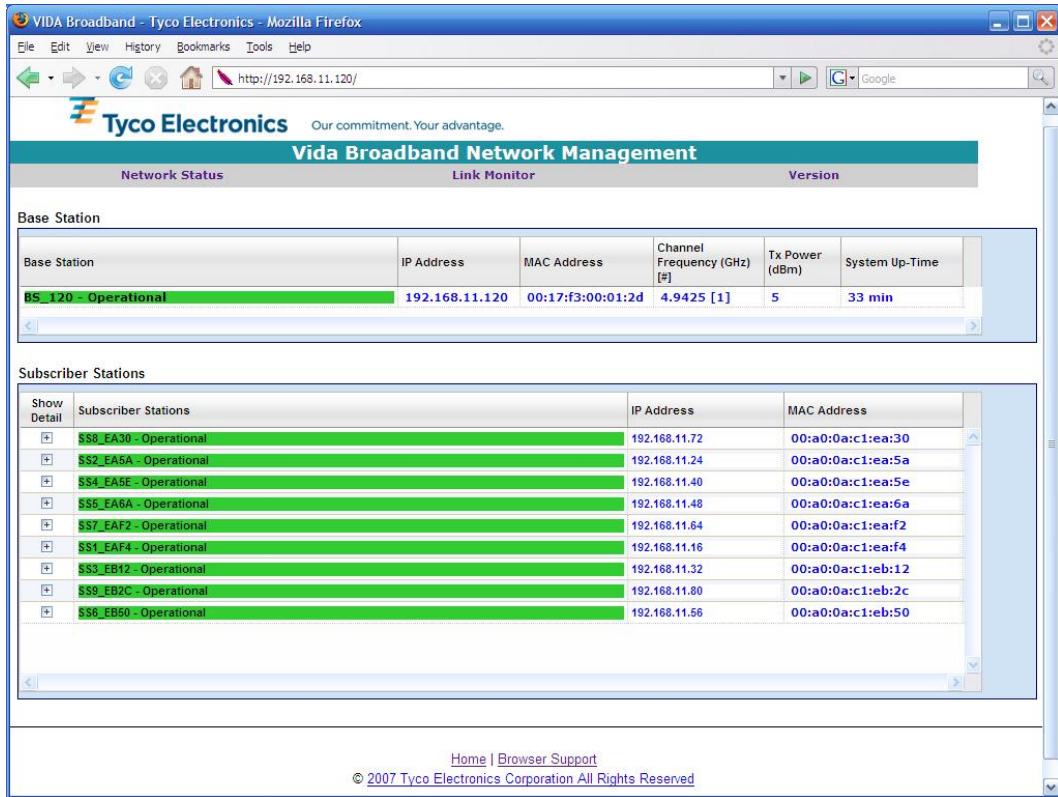 VIDA Broadband - Tyco Electronics - Mozilla Firefox
File Edit View History Bookmarks Tools Help
http://192.168.11.120/
G Google
Tyco Electronics Our commitment. Your advantage.
Vida Broadband Network Management
Network Status Link Monitor Version
Base Station
Base Station IP Address MAC Address Channel Frequency (GHz) [#] Tx Power (dBm) System Up-Time
BS_120 - Operational 192.168.11.120 00:17:f3:00:01:2d 4.9425 [1] 5 33 min
Subscriber Stations
Show Detail Subscriber Stations IP Address MAC Address
SS8_EA30 - Operational 192.168.11.72 00:a0:0a:c1:ea:30
SS2_EA5A - Operational 192.168.11.24 00:a0:0a:c1:ea:5a
SS4_EA5E - Operational 192.168.11.40 00:a0:0a:c1:ea:5e
SS5_EA6A - Operational 192.168.11.48 00:a0:0a:c1:ea:6a
SS7_EAF2 - Operational 192.168.11.64 00:a0:0a:c1:ea:f2
SS1_EAF4 - Operational 192.168.11.16 00:a0:0a:c1:ea:f4
SS3_EB12 - Operational 192.168.11.32 00:a0:0a:c1:eb:12
SS9_EB2C - Operational 192.168.11.80 00:a0:0a:c1:eb:2c
SS6_EB50 - Operational 192.168.11.56 00:a0:0a:c1:eb:50
Home | Browser Support
© 2007 Tyco Electronics Corporation All Rights Reserved